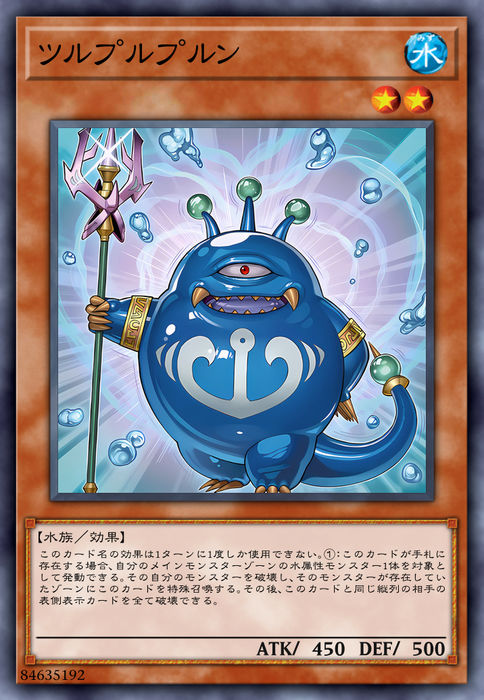 ツルプルプルン
みず
水
【水族／効果】
このカード名の効果は1ターンに1度しか使用できない。①:このカードが手札に
存在する場合、自分のメインモンスターゾーンの水属性モンスター1体を対象と
して発動できる。その自分のモンスターを破壊し、そのモンスターが存在してい
たゾーンにこのカードを特殊召喚する。その後、このカードと同じ縦列の相手の
表側表示カードを全て破壊できる。
ATK/ 450 DEF/ 500
84635192